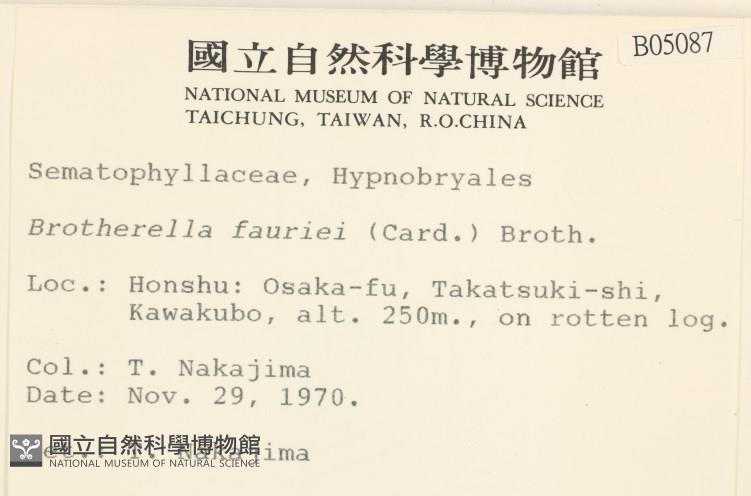 國立自然科學博物館
B05087
NATIONAL MUSEUM OF NATURAL SCIENCE
TAICHUNG, TAIWAN, R.O.CHINA
Sematophyllaceae, Hypnobryales
Brotherella fauriei (Card.) Broth.
Loc.: Honshu: Osaka-fu, Takatsuki-shi,
Kawakubo, alt. 250m., on rotten log.
Col.: T. Nakajima
Date: Nov. 29, 1970.
T. Nakajima
國立自然科學博物館
NATIONAL MUSEUM OF NATURAL SCIENCE